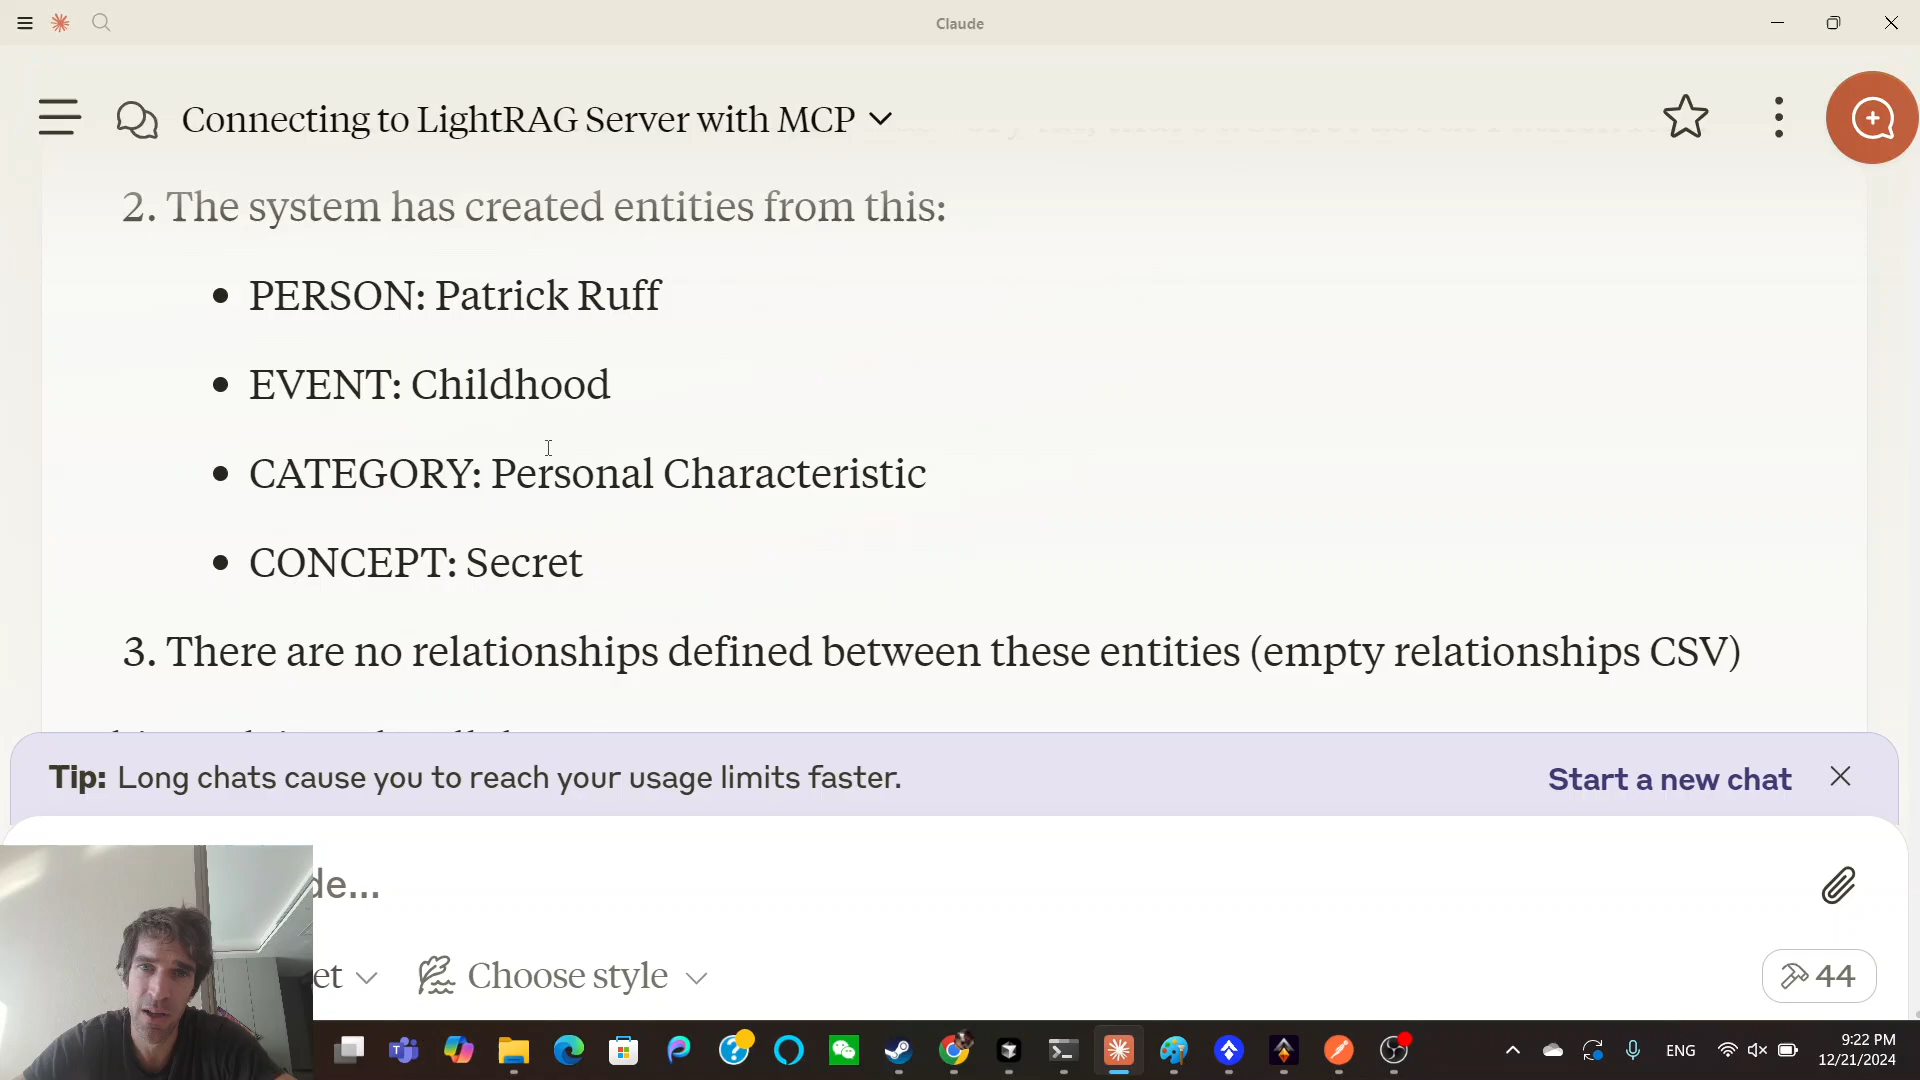 Claude
Connecting to LightRAG Server with MCP
2. The system has created entities from this:
• PERSON: Patrick Ruff
• EVENT: Childhood
• CATEGORY: Personal Characteristic
• CONCEPT: Secret
3. There are no relationships defined between these entities (empty relationships CSV)
Tip: Long chats cause you to reach your usage limits faster.
Start a new chat
de...
et
Choose style
44
ENG
9:22 PM
12/21/2024